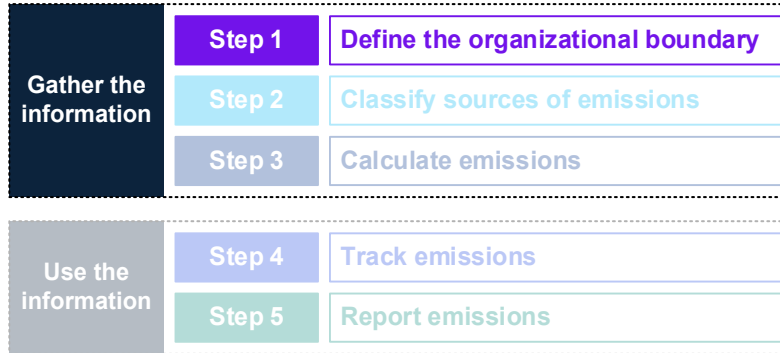 Gather the
information
Step 1
Define the organizational boundary
Step 2
Classify sources of emissions
Step 3
Calculate emissions
Use the
information
Step 4
Track emissions
Step 5
Report emissions